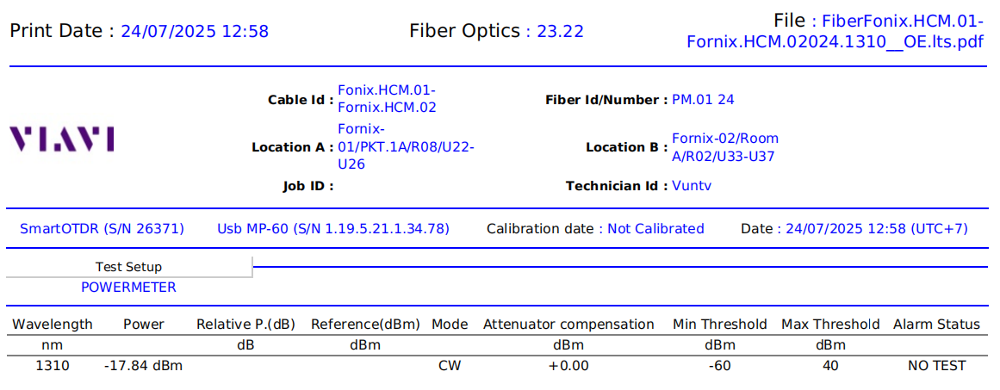 Print Date : 24/07/2025 12:58 Fiber Optics : 23.22 File : FiberFonix.HCM.01-
Fornix.HCM.02024.1310__OE.lts.pdf
VIAVI
Cable Id : Fonix.HCM.01-
Fornix.HCM.02
Fiber Id/Number : PM.01 24
Location A : Fornix-
01/PKT.1A/R08/U22-
U26
Location B : Fornix-02/Room
A/R02/U33-U37
Job ID : Technician Id : Vuntv
SmartOTDR (S/N 26371) Usb MP-60 (S/N 1.19.5.21.1.34.78) Calibration date : Not Calibrated Date : 24/07/2025 12:58 (UTC+7)
Test Setup
POWERMETER
Wavelength Power Relative P.(dB) Reference(dBm) Mode Attenuator compensation Min Threshold Max Threshold Alarm Status
nm dB dBm dBm dBm dBm
1310 -17.84 dBm CW +0.00 -60 40 NO TEST